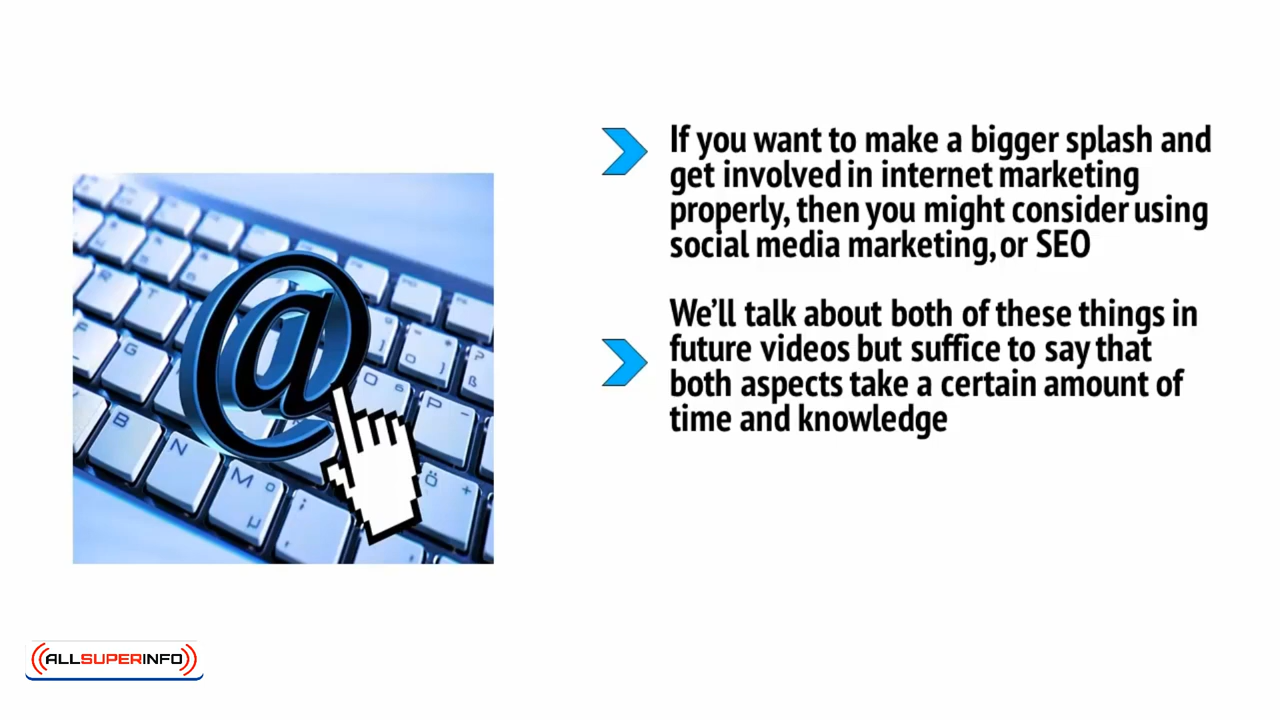 If you want to make a bigger splash and
get involved in internet marketing
properly, then you might consider using
social media marketing, or SEO
We'll talk about both of these things in
future videos but suffice to say that
both aspects take a certain amount of
time and knowledge
@
R
T
F
G
O
P -
B
N
M
µ
;
Ö +
?
ß
ALLSUPERINFO